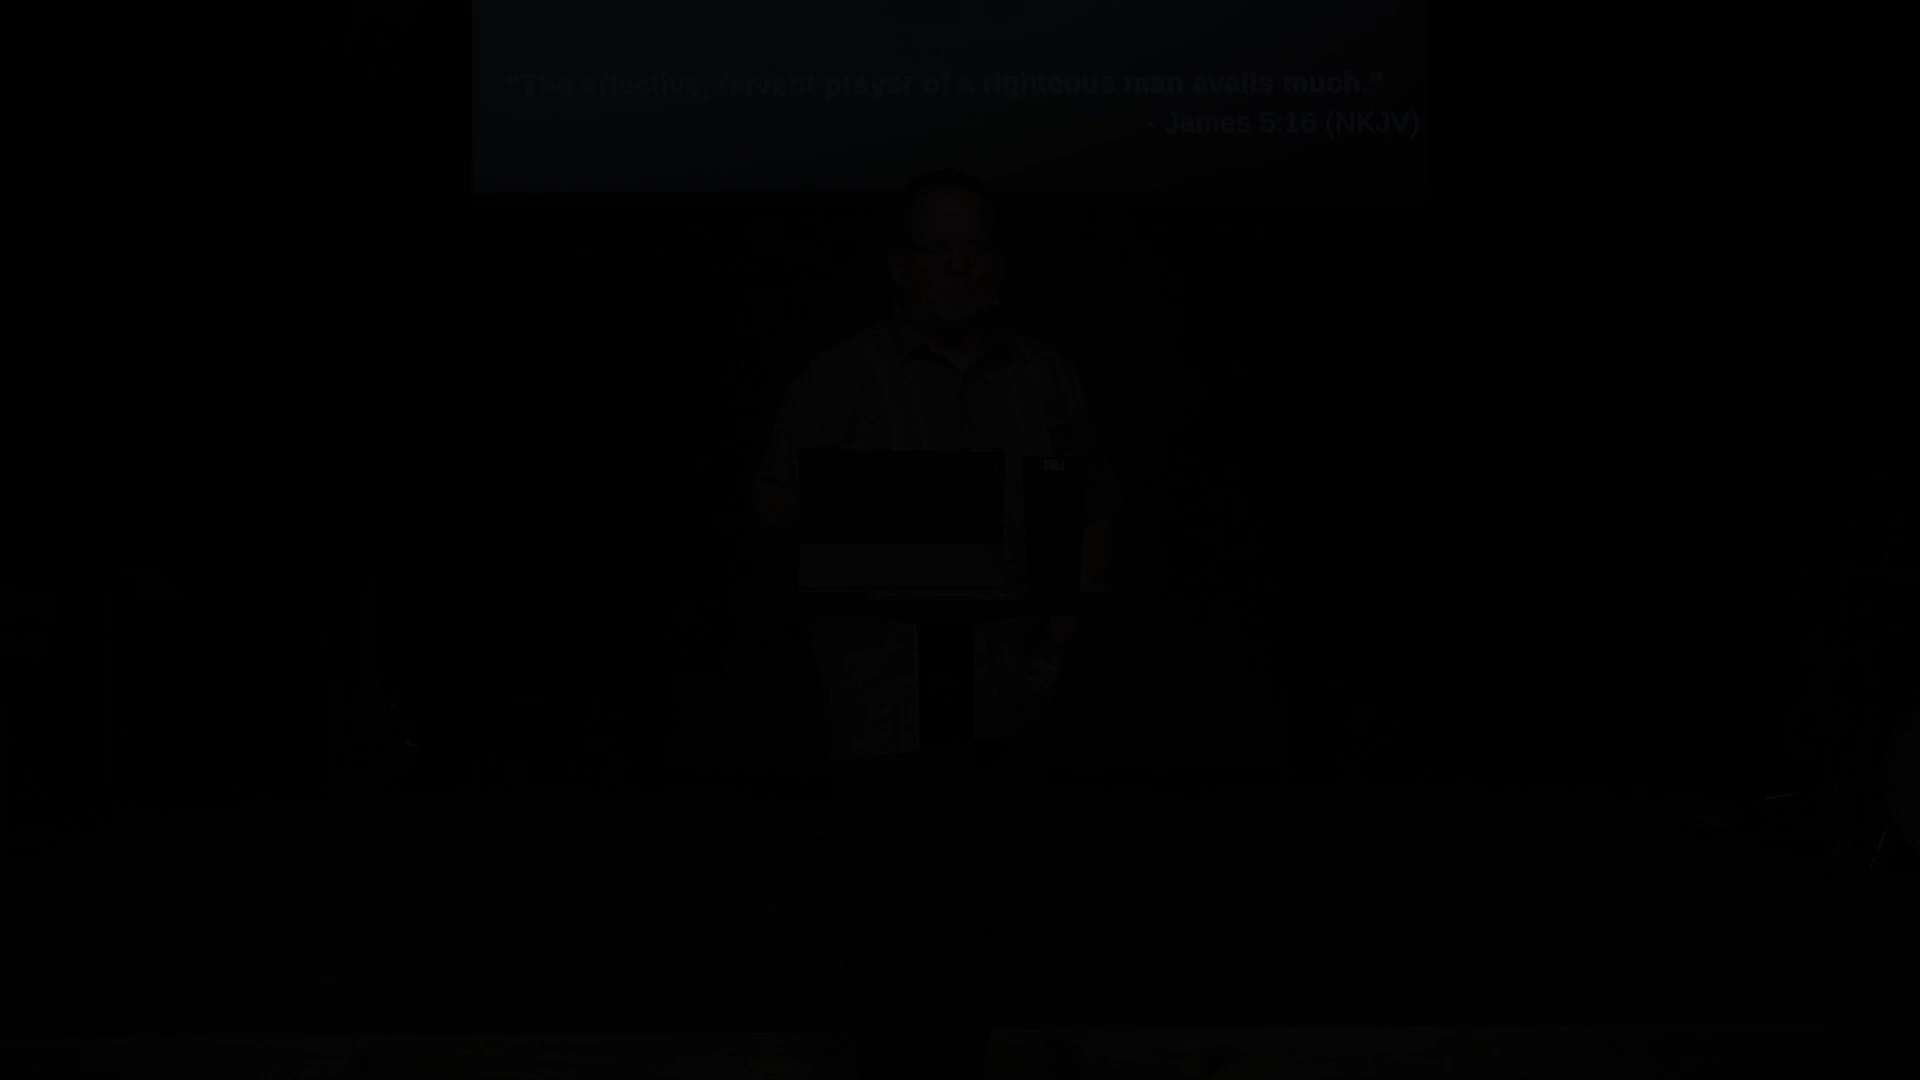 "The effective, fervent prayer of a righteous man avails much."
- James 5:16 (NKJV)